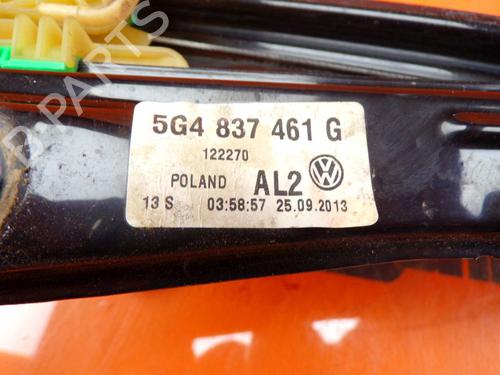 5G4 837 461 G
122270
POLAND AL2
13 S 03:58:57 25.09.2013
B-PARTS